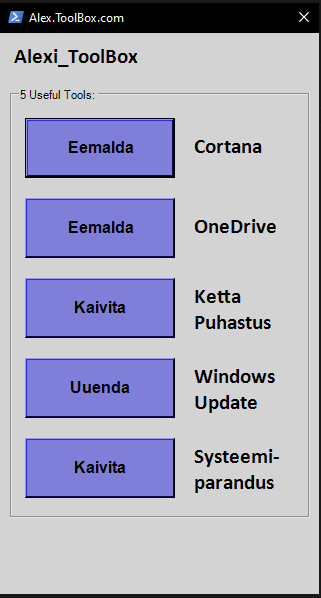 Alex.ToolBox.com
Alexi_ToolBox
5 Useful Tools:
Eemalda
Cortana
Eemalda
OneDrive
Kaivita
Ketta
Puhastus
Uuenda
Windows
Update
Kaivita
Systeemi-
parandus